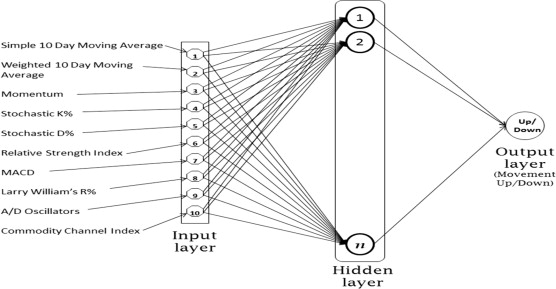 Simple 10 Day Moving Average
Weighted 10 Day Moving
Average
Momentum
Stochastic K%
Stochastic D%
Relative Strength Index
MACD
Larry William's R%
A/D Oscillators
Commodity Channel Index
1
2
3
4
5
6
7
8
9
10
Input
layer
1
2
n
Hidden
layer
Up/
Down
Output
layer
(Movement
Up/Down)